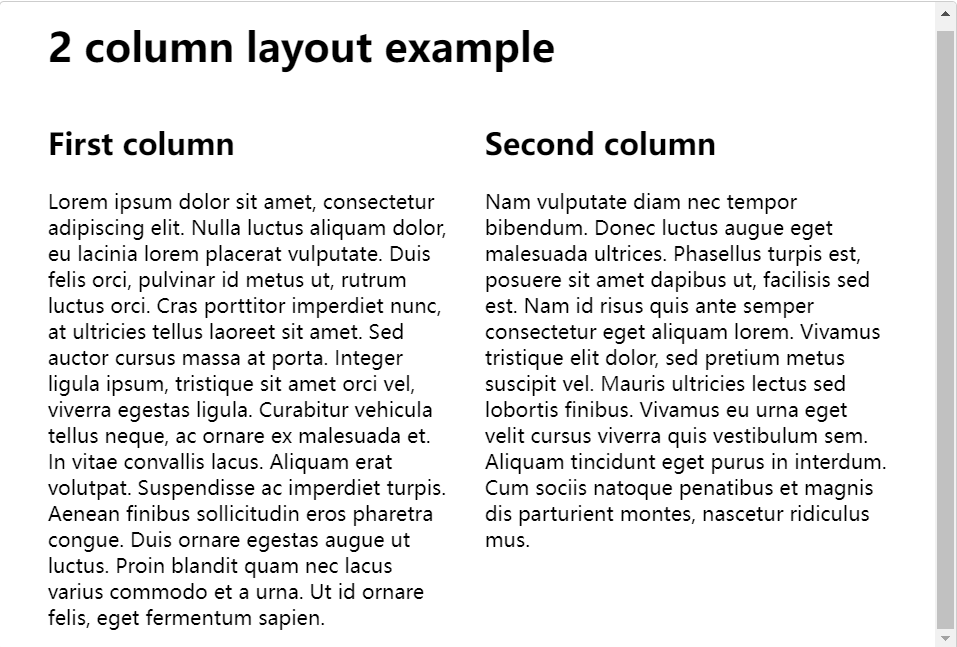 2 column layout example
First column
Lorem ipsum dolor sit amet, consectetur
adipiscing elit. Nulla luctus aliquam dolor,
eu lacinia lorem placerat vulputate. Duis
felis orci, pulvinar id metus ut, rutrum
luctus orci. Cras porttitor imperdiet nunc,
at ultricies tellus laoreet sit amet. Sed
auctor cursus massa at porta. Integer
ligula ipsum, tristique sit amet orci vel,
viverra egestas ligula. Curabitur vehicula
tellus neque, ac ornare ex malesuada et.
In vitae convallis lacus. Aliquam erat
volutpat. Suspendisse ac imperdiet turpis.
Aenean finibus sollicitudin eros pharetra
congue. Duis ornare egestas augue ut
luctus. Proin blandit quam nec lacus
varius commodo et a urna. Ut id ornare
felis, eget fermentum sapien.
Second column
Nam vulputate diam nec tempor
bibendum. Donec luctus augue eget
malesuada ultrices. Phasellus turpis est,
posuere sit amet dapibus ut, facilisis sed
est. Nam id risus quis ante semper
consectetur eget aliquam lorem. Vivamus
tristique elit dolor, sed pretium metus
suscipit vel. Mauris ultricies lectus sed
lobortis finibus. Vivamus eu urna eget
velit cursus viverra quis vestibulum sem.
Aliquam tincidunt eget purus in interdum.
Cum sociis natoque penatibus et magnis
dis parturient montes, nascetur ridiculus
mus.